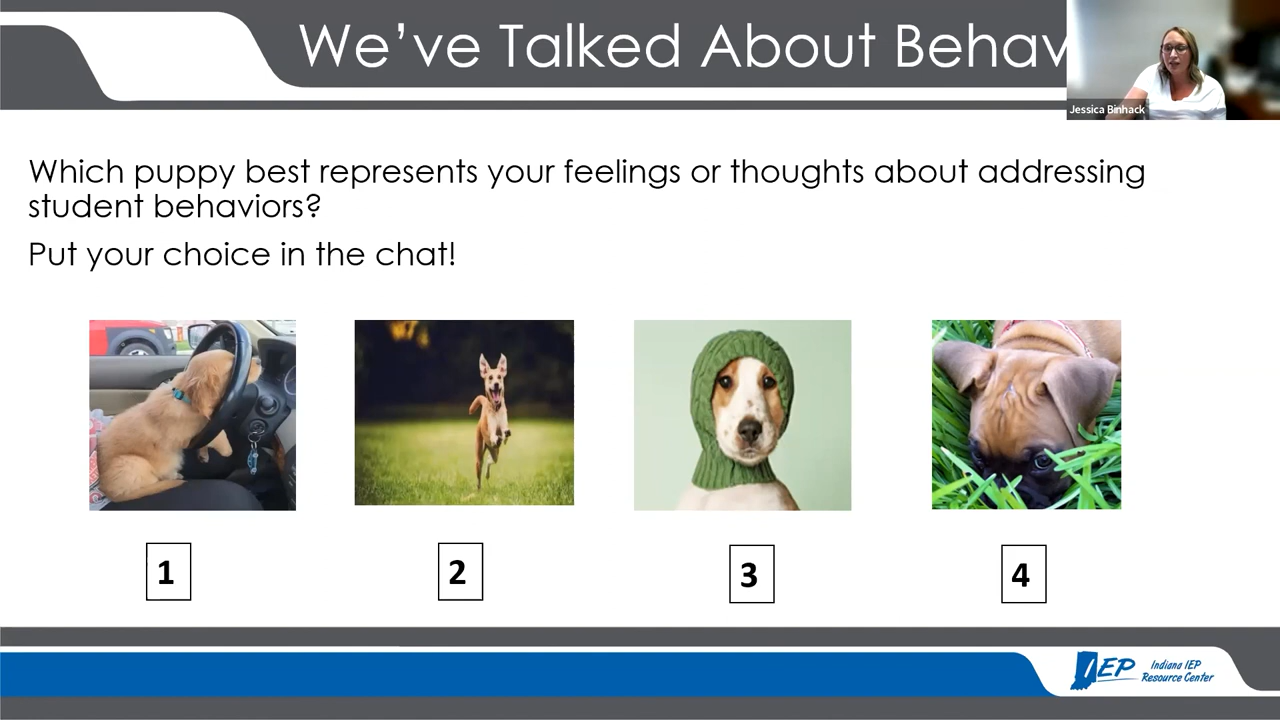 We've Talked About Behav
Jessica Binhack
Which puppy best represents your feelings or thoughts about addressing
student behaviors?
Put your choice in the chat!
1
2
3
4
IEP
Indiana IEP
Resource Center